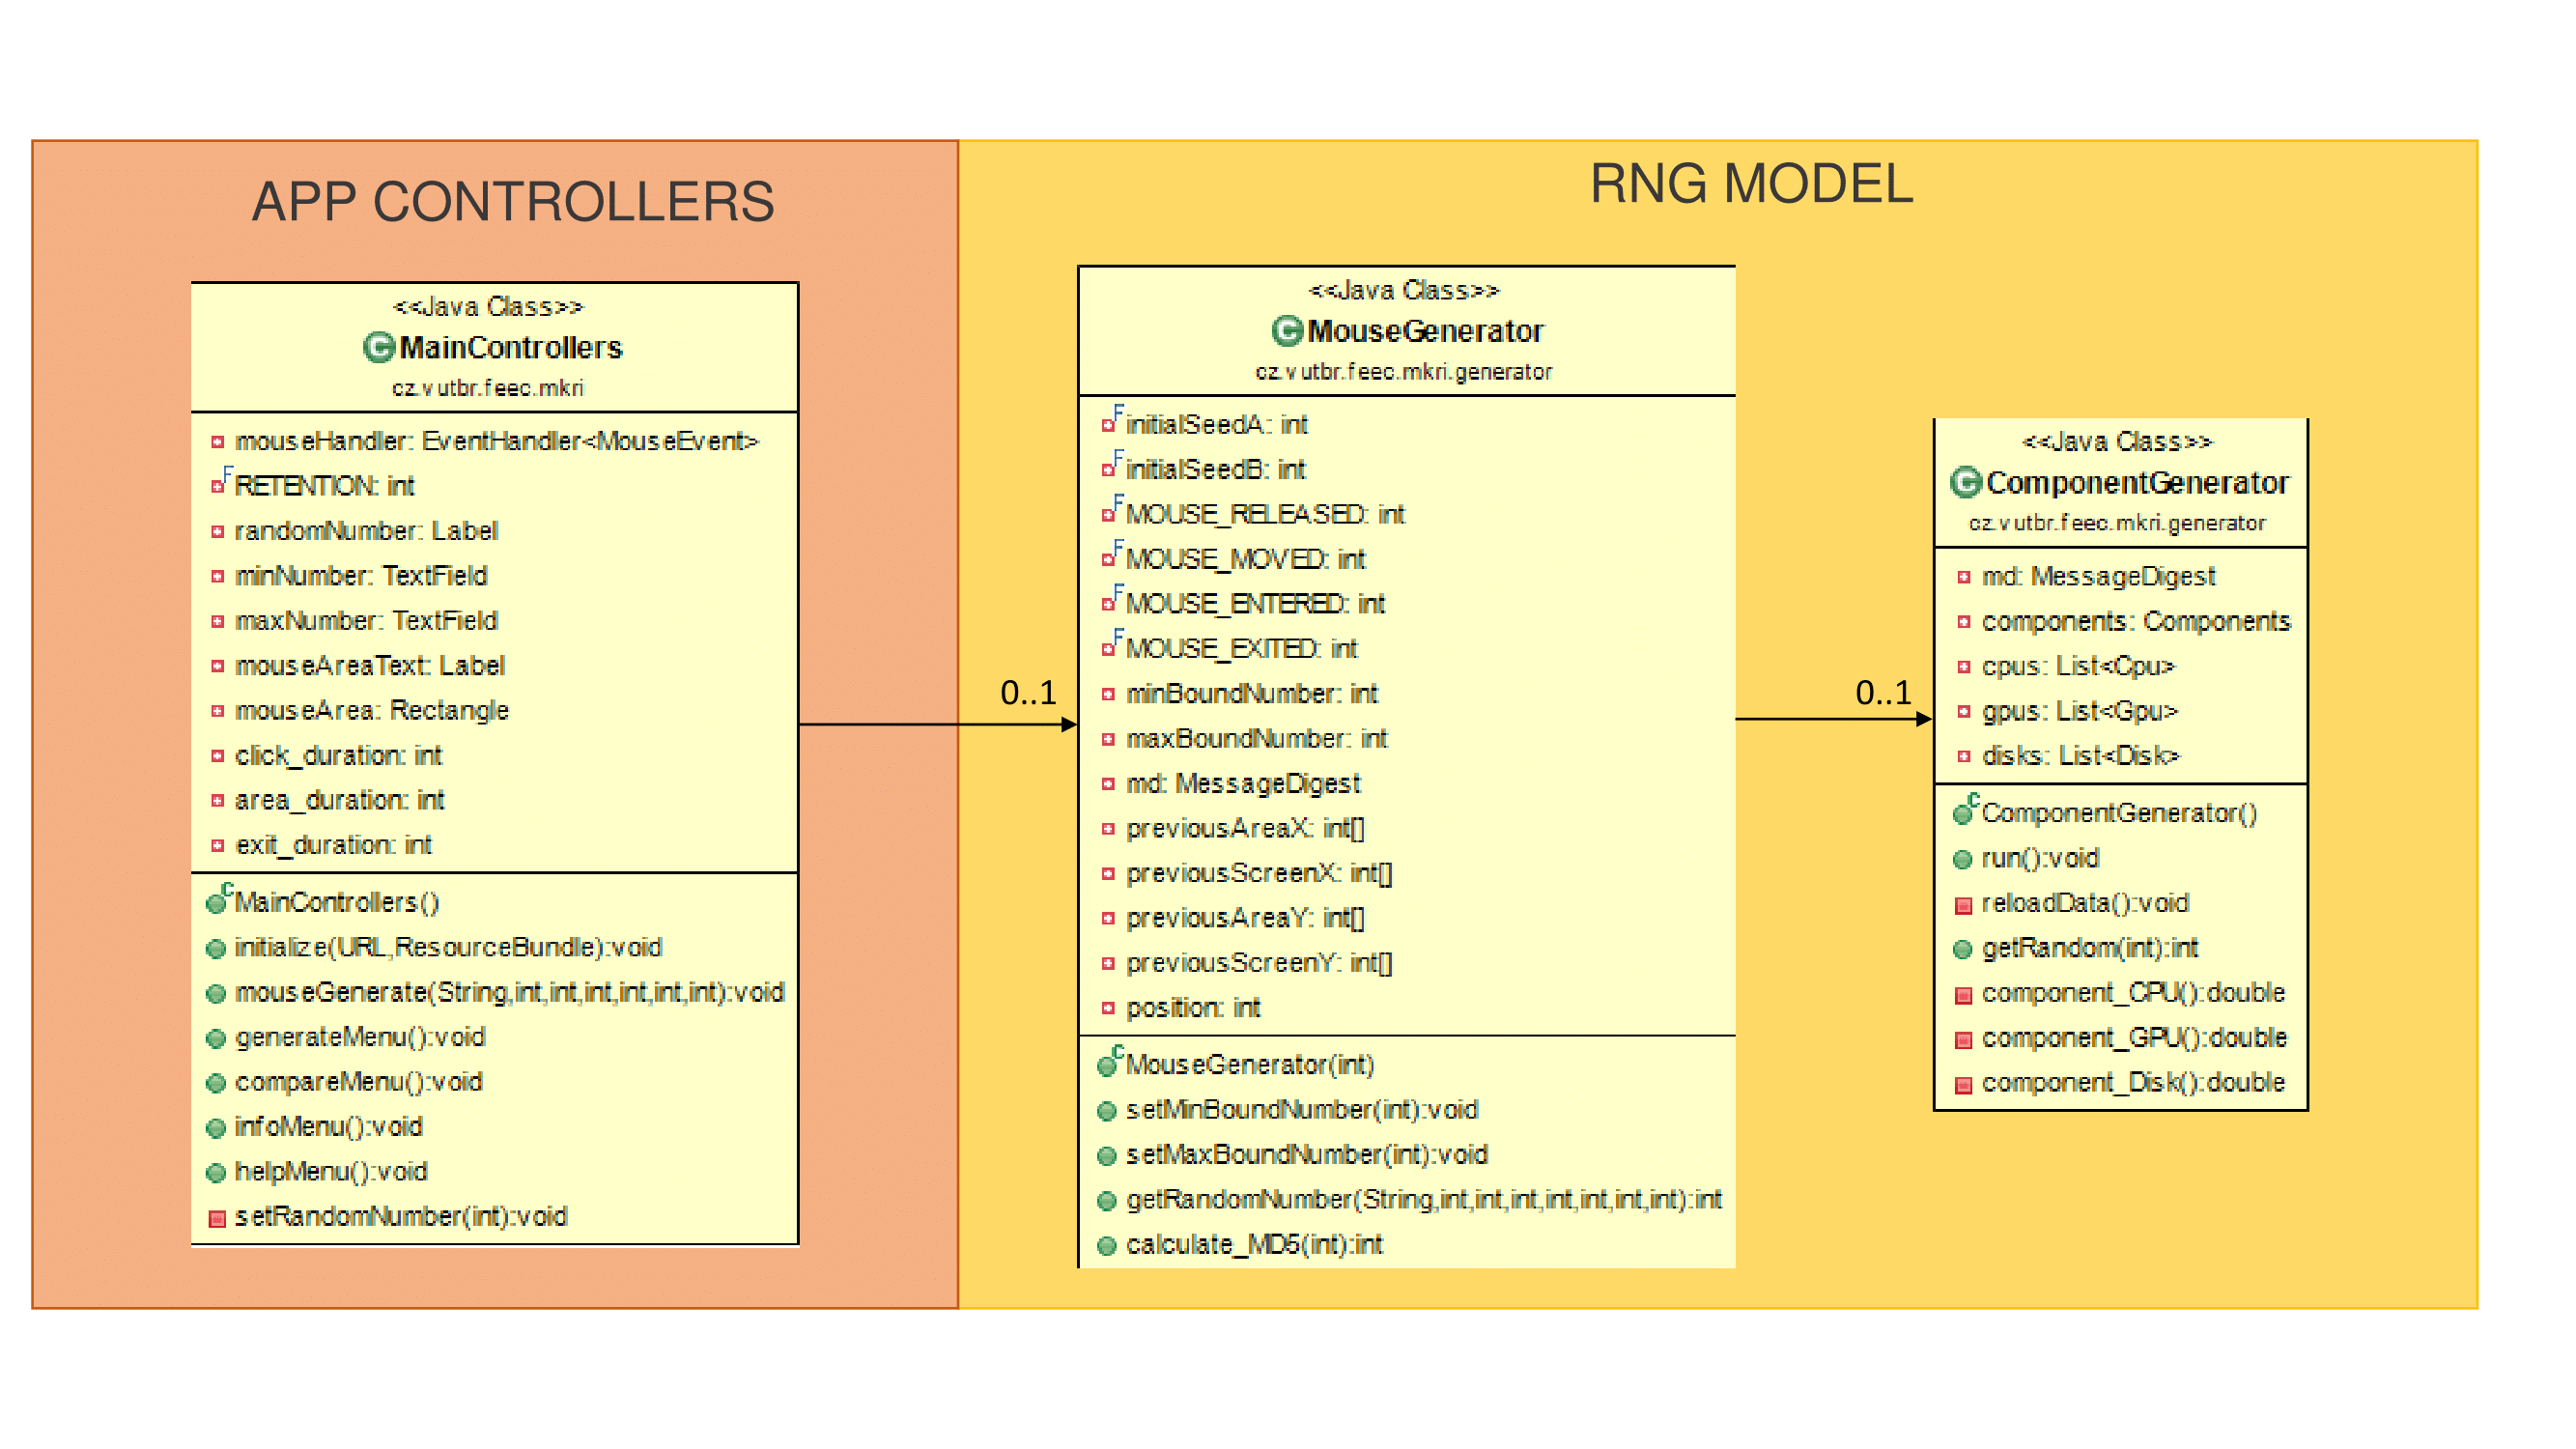 APP CONTROLLERS
<<Java Class>>
C MainControllers
cz.vutbr.feec.mkri
mouseHandler: EventHandler<MouseEvent>
F RETENTION: int
randomNumber: Label
minNumber: TextField
maxNumber: TextField
mouseAreaText: Label
mouseArea: Rectangle
click_duration: int
area_duration: int
exit_duration: int
C MainControllers()
initialize(URL,ResourceBundle):void
mouseGenerate(String,int,int,int,int,int,int):void
generateMenu():void
compareMenu():void
infoMenu():void
helpMenu():void
setRandomNumber(int):void
0..1
RNG MODEL
<<Java Class>>
C MouseGenerator
cz.vutbr.feec.mkri.generator
F initialSeedA: int
F initialSeedB: int
F MOUSE_RELEASED: int
F MOUSE_MOVED: int
F MOUSE_ENTERED: int
F MOUSE_EXITED: int
minBoundNumber: int
maxBoundNumber: int
md: MessageDigest
previousAreaX: int[]
previousScreenX: int[]
previousAreaY: int[]
previousScreenY: int[]
position: int
C MouseGenerator(int)
setMinBoundNumber(int):void
setMaxBoundNumber(int):void
getRandomNumber(String,int,int,int,int,int,int,int):int
calculate_MD5(int):int
0..1
<<Java Class>>
C ComponentGenerator
cz.vutbr.feec.mkri.generator
md: MessageDigest
components: Components
cpus: List<Cpu>
gpus: List<Gpu>
disks: List<Disk>
C ComponentGenerator()
run():void
reloadData():void
getRandom(int):int
component_CPU():double
component_GPU():double
component_Disk():double